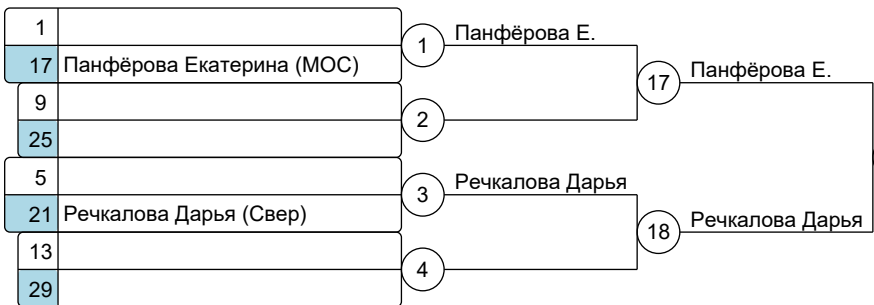 1
17 Панфёрова Екатерина (МОС)
1 Панфёрова Е.
9
25
2
17 Панфёрова Е.
5
21 Речкалова Дарья (Свер)
3 Речкалова Дарья
13
29
4
18 Речкалова Дарья